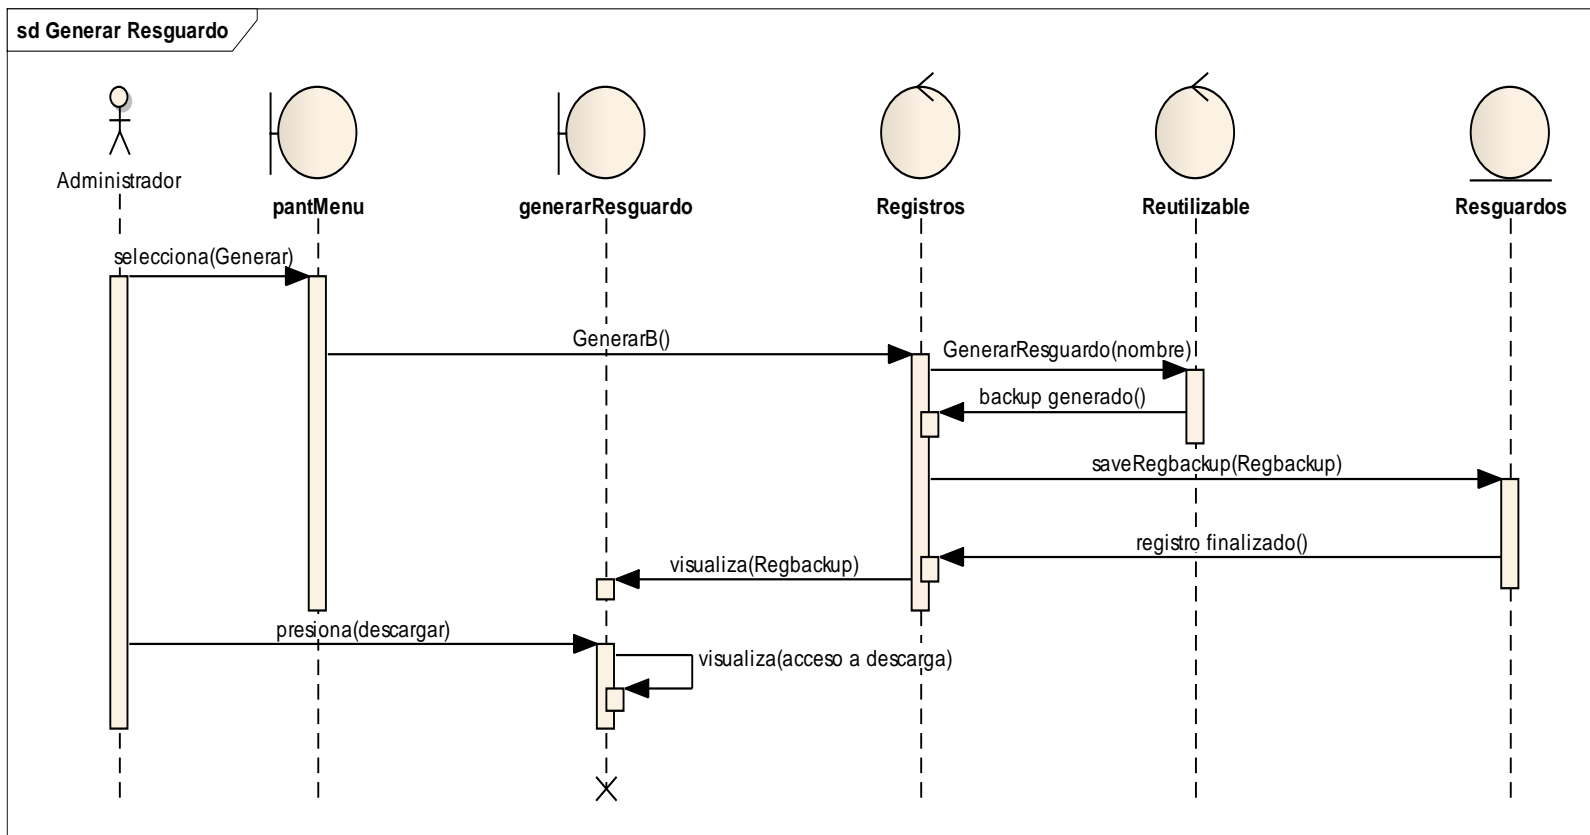 sd Generar Resguardo
Administrador
pantMenu
generarResguardo
Registros
Reutilizable
Resguardos
selecciona(Generar)
GenerarB()
GenerarResguardo(nombre)
backup generado()
saveRegbackup(Regbackup)
registro finalizado()
visualiza(Regbackup)
presiona(descargar)
visualiza(acceso a descarga)